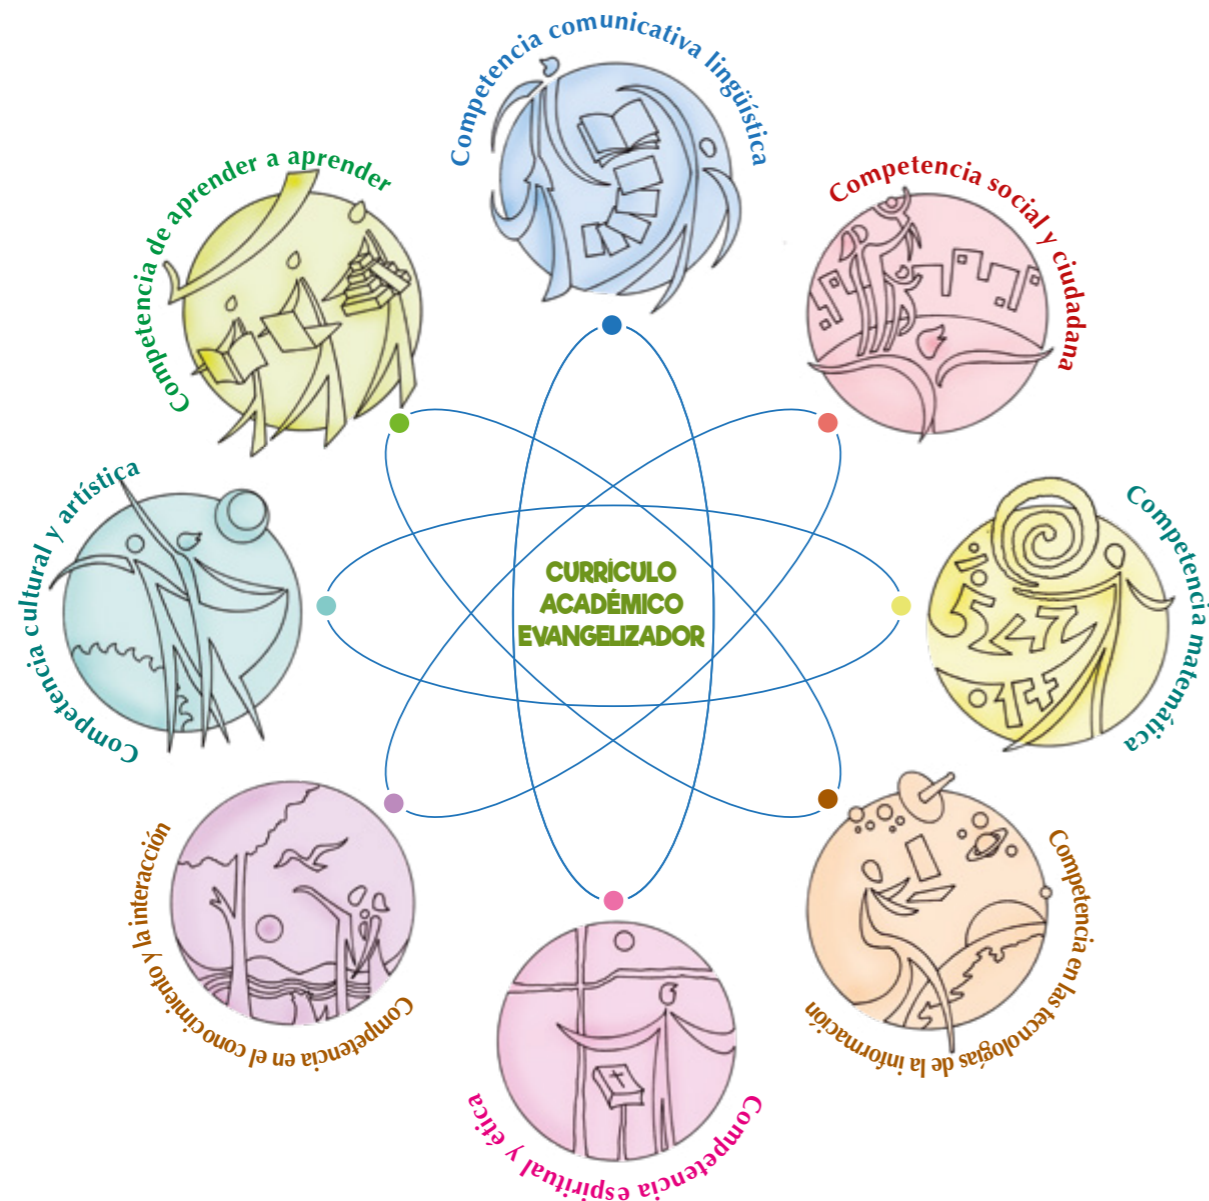 Competencia comunicativa lingüística
Competencia social y ciudadana
Competencia matemática
Competencia en las tecnologías de la información
Competencia espiritual y ética
Competencia en el conocimiento y la interacción
Competencia cultural y artística
Competencia de aprender a aprender
CURRÍCULO
ACADÉMICO
EVANGELIZADOR